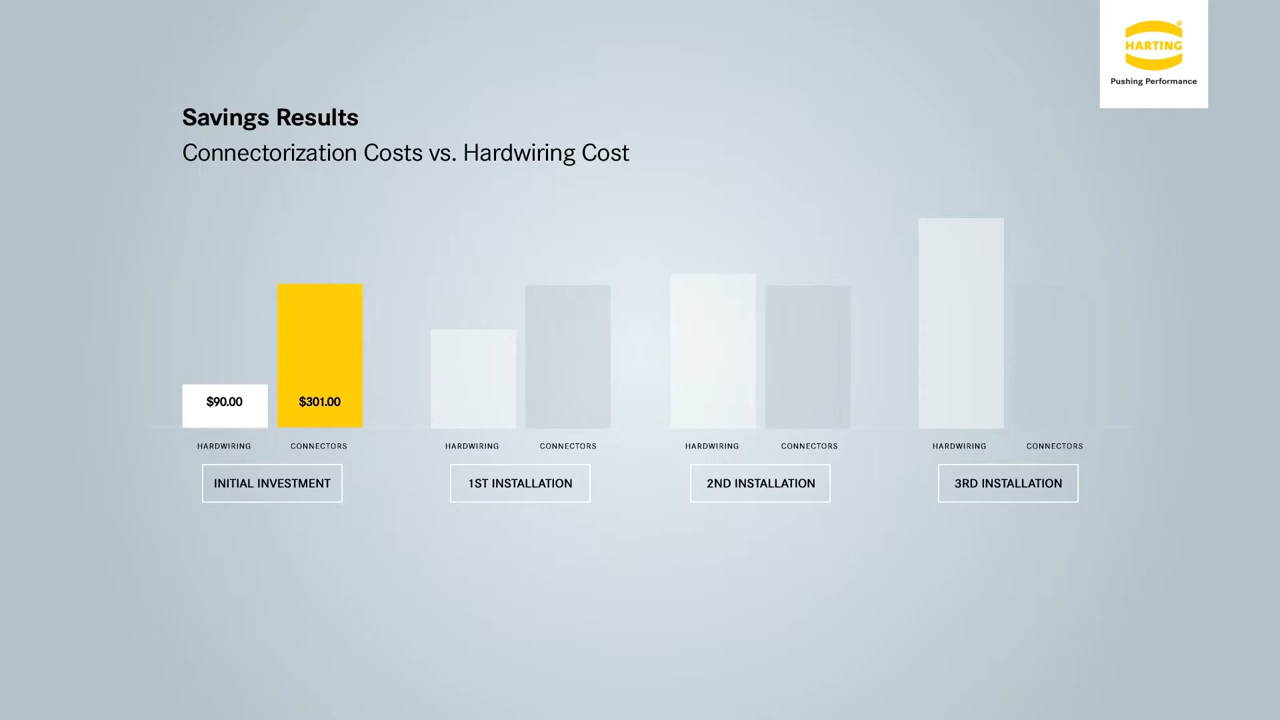 HARTING
®
Pushing Performance
Savings Results
Connectorization Costs vs. Hardwiring Cost
$90.00 $301.00
HARDWIRING CONNECTORS HARDWIRING CONNECTORS HARDWIRING CONNECTORS HARDWIRING CONNECTORS
INITIAL INVESTMENT 1ST INSTALLATION 2ND INSTALLATION 3RD INSTALLATION